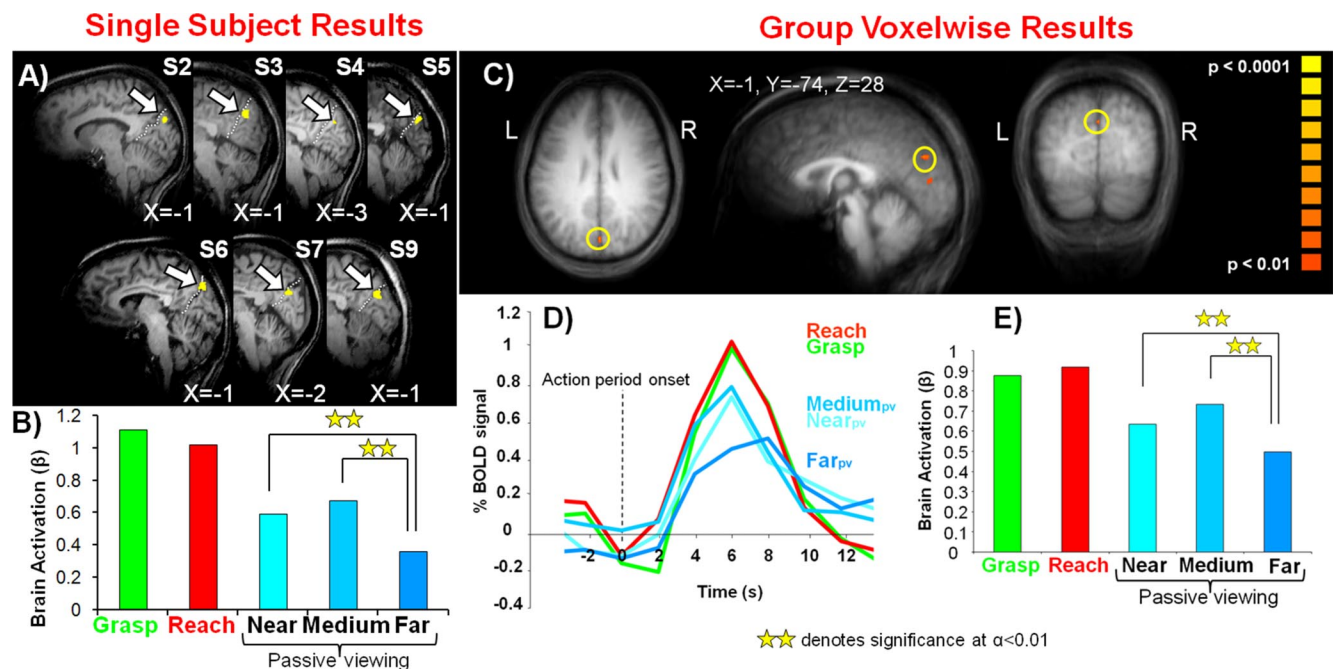 Single Subject Results
Group Voxelwise Results
A)
S2
S3
S4
S5
X=-1
X=-1
X=-3
X=-1
S6
S7
S9
X=-1
X=-2
X=-1
B)
Brain Activation (β)
1.2
1
0.8
0.6
0.4
0.2
0
Grasp
Reach
Near
Medium
Far
Passive viewing
C)
X=-1, Y=-74, Z=28
L
R
L
R
p < 0.0001
p < 0.01
D)
% BOLD signal
1.2
1
0.8
0.6
0.4
0.2
0
-0.2
-0.4
Action period onset
Reach
Grasp
Mediumpv
Nearpv
Farpv
-2
0
2
4
6
8
10
12
Time (s)
E)
Brain Activation (β)
1
0.9
0.8
0.7
0.6
0.5
0.4
0.3
0.2
0.1
0
Grasp
Reach
Near
Medium
Far
Passive viewing
denotes significance at α<0.01